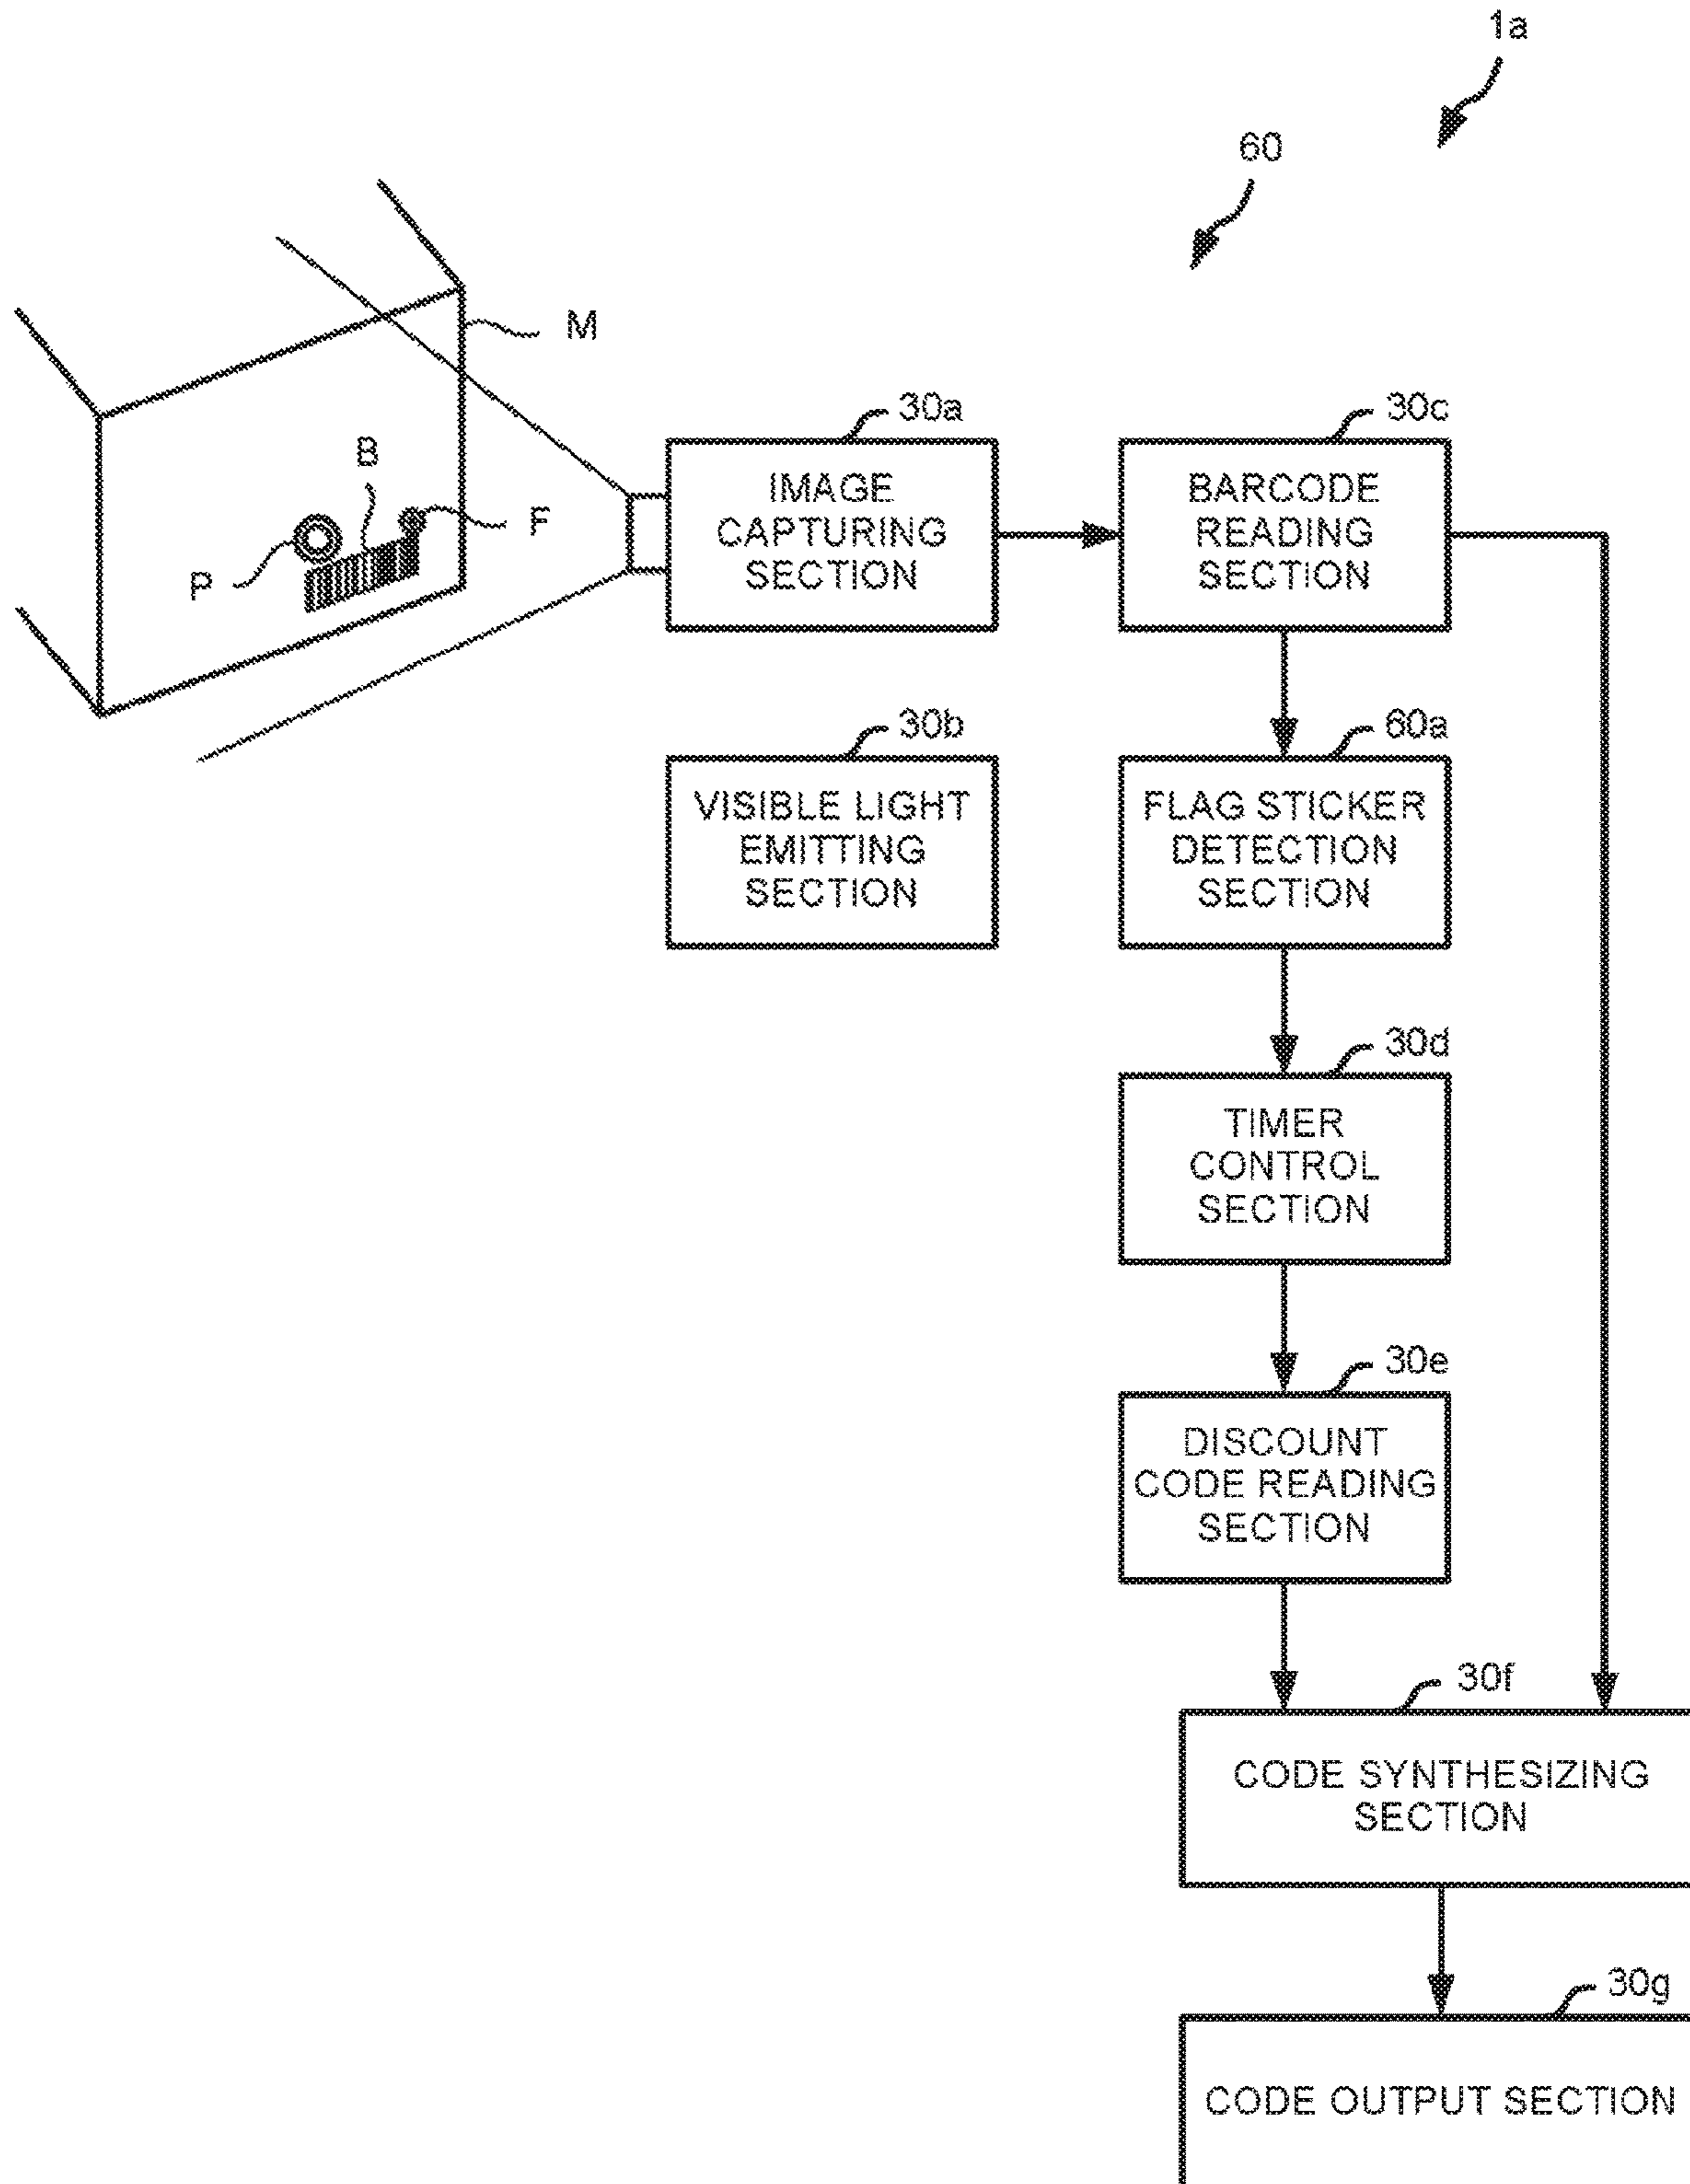 1a
60
M
B
F
P
30a
IMAGE
CAPTURING
SECTION
30c
BARCODE
READING
SECTION
30b
VISIBLE LIGHT
EMITTING
SECTION
60a
FLAG STICKER
DETECTION
SECTION
30d
TIMER
CONTROL
SECTION
30e
DISCOUNT
CODE READING
SECTION
30f
CODE SYNTHESIZING
SECTION
30g
CODE OUTPUT SECTION